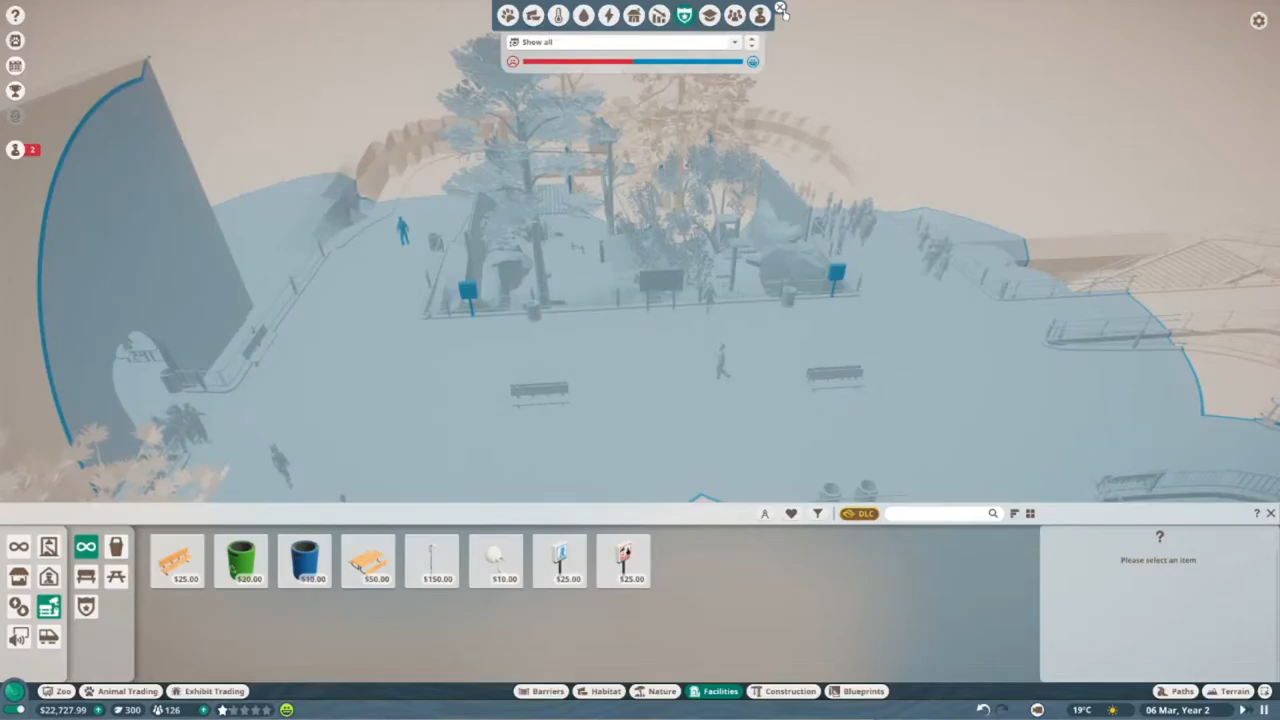 ?
Show all
2
DLC
? 
$25.00
$20.00
$10.00
$50.00
$150.00
$10.00
$25.00
$25.00
?
Please select an item
Zoo
Animal Trading
Exhibit Trading
Barriers
Habitat
Nature
Facilities
Construction
Blueprints
Paths
Terrain
$22,727.99
300
126
19°C
06 Mar, Year 2